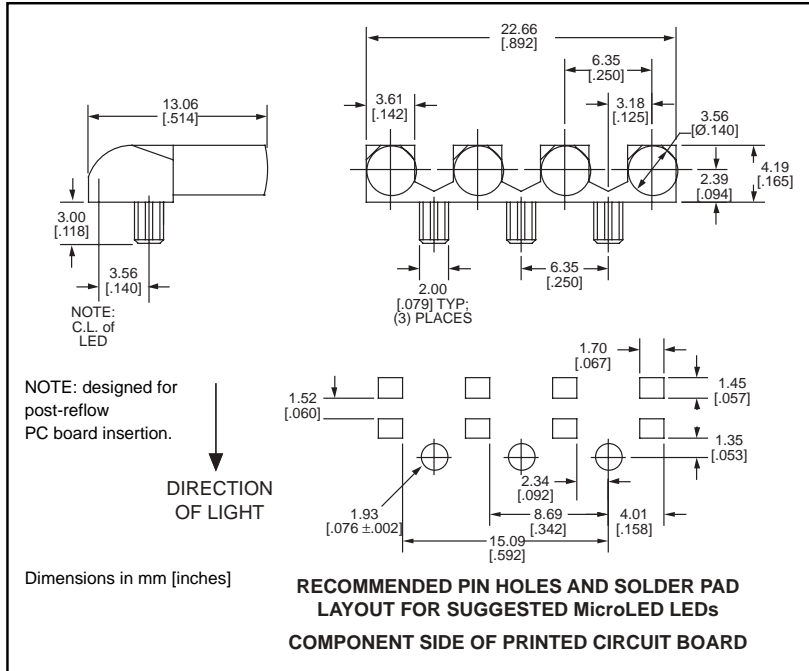 22.66
[.892]
6.35
[.250]
13.06
[.514]
3.61
[.142]
3.18
[.125]
3.56
[Ø.140]
4.19
[.165]
2.39
[.094]
3.00
[.118]
3.56
[.140]
6.35
[.250]
2.00
[.079] TYP;
(3) PLACES
NOTE:
C.L. of
LED
1.70
[.067]
NOTE: designed for
post-reflow
PC board insertion.
1.52
[.060]
1.45
[.057]
1.35
[.053]
DIRECTION
OF LIGHT
2.34
[.092]
1.93
[.076 ±.002]
8.69
[.342]
4.01
[.158]
15.09
[.592]
Dimensions in mm [inches]
RECOMMENDED PIN HOLES AND SOLDER PAD
LAYOUT FOR SUGGESTED MicroLED LEDs
COMPONENT SIDE OF PRINTED CIRCUIT BOARD